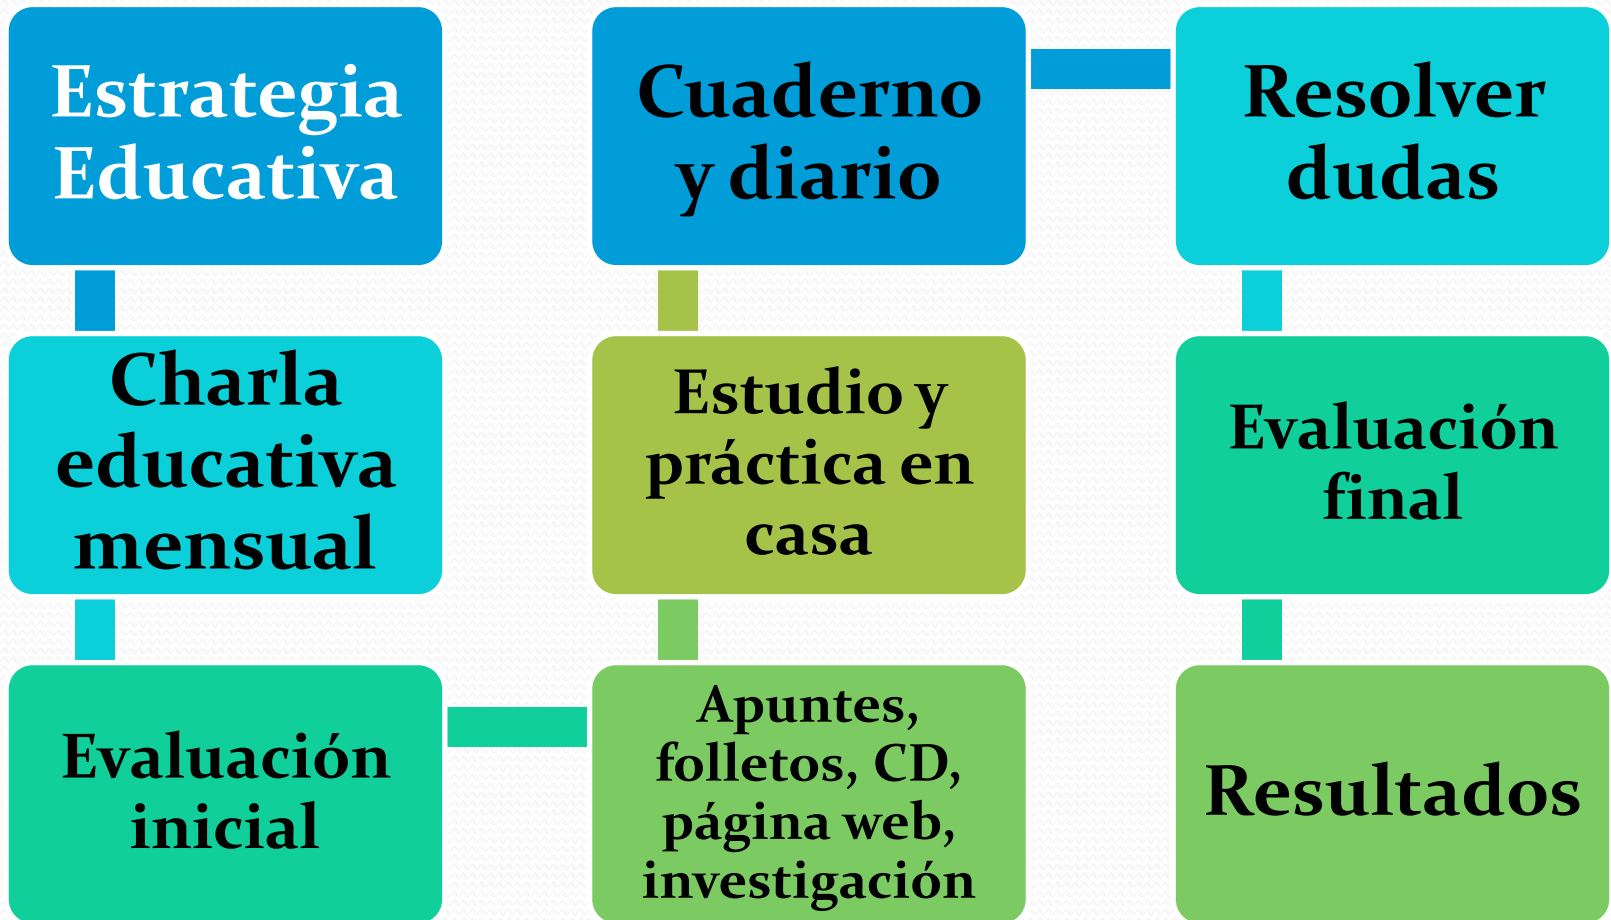 Estrategia
Educativa
Charla
educativa
mensual
Evaluación
inicial
Apuntes,
folletos, CD,
página web,
investigación
Estudio y
práctica en
casa
Cuaderno
y diario
Resolver
dudas
Evaluación
final
Resultados